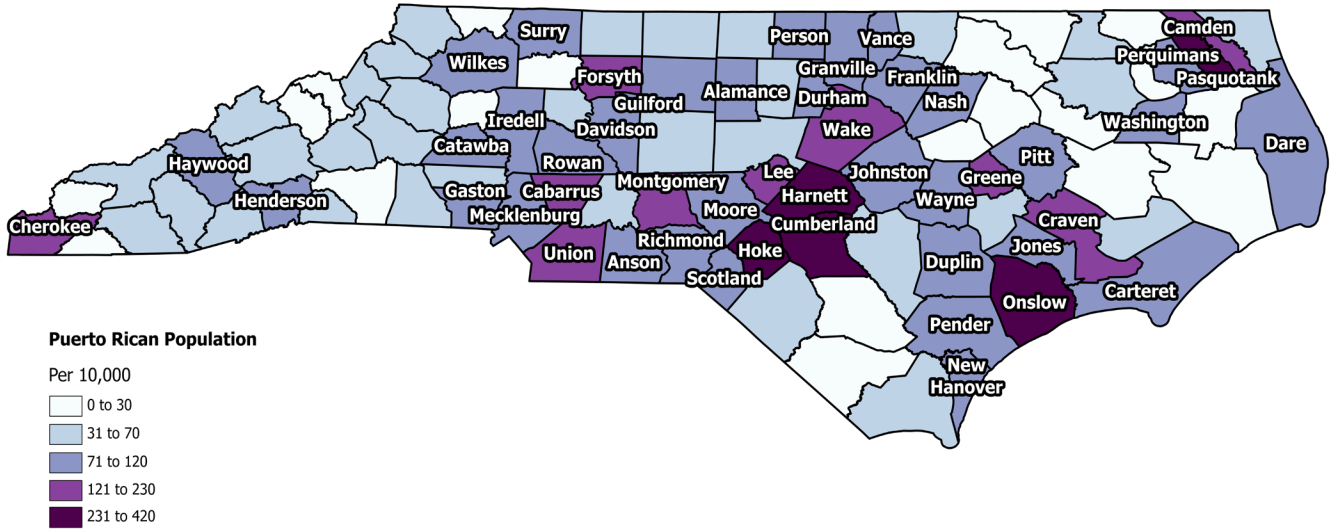 Camden
Surry
Person
Vance
Perquimans
Wilkes
Forsyth
Granville
Franklin
Pasquotank
Guilford
Alamance
Durham
Nash
Iredell
Davidson
Wake
Washington
Dare
Catawba
Haywood
Rowan
Pitt
Lee
Johnston
Greene
Henderson
Gaston
Cabarrus
Montgomery
Harnett
Wayne
Mecklenburg
Moore
Cherokee
Craven
Cumberland
Richmond
Jones
Union
Anson
Hoke
Duplin
Scotland
Onslow
Carteret
Pender
New
Hanover
Puerto Rican Population
Per 10,000
0 to 30
31 to 70
71 to 120
121 to 230
231 to 420